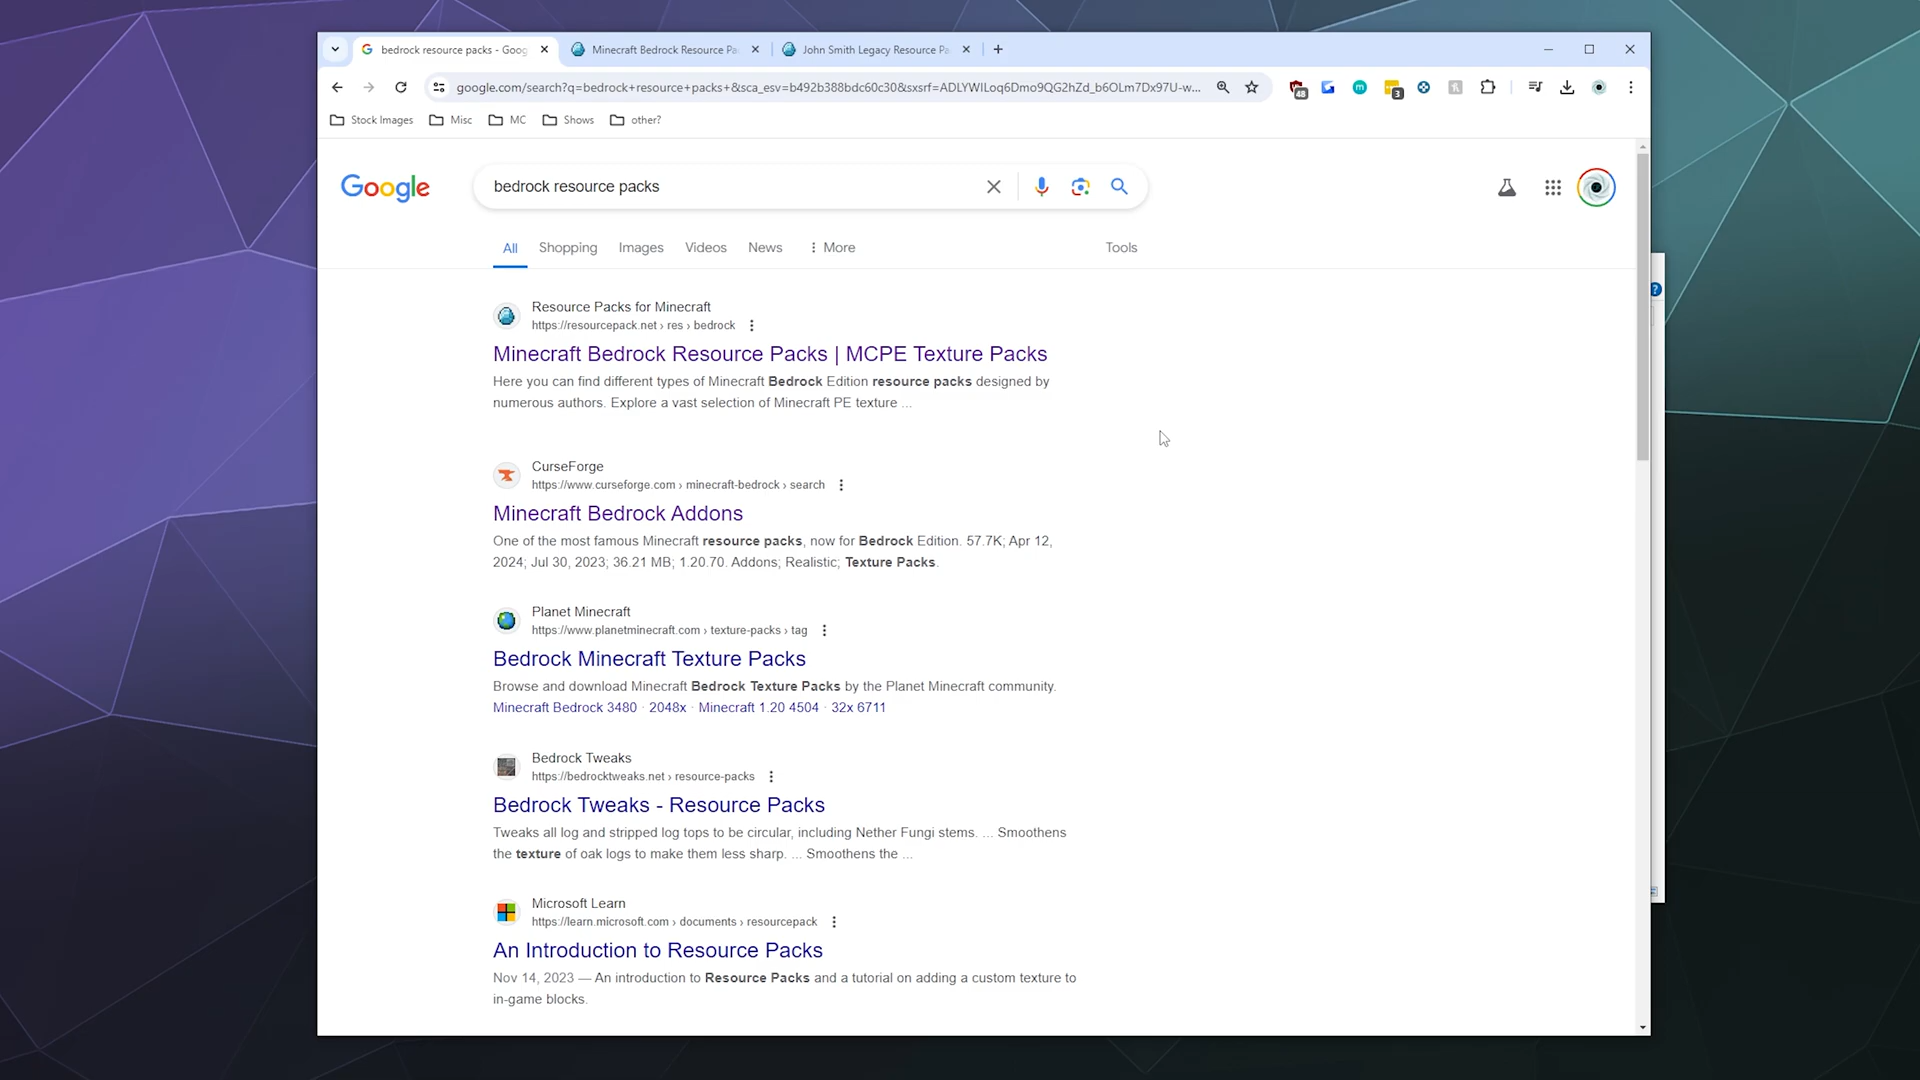 bedrock resource packs - Goog
Minecraft Bedrock Resource Pa
John Smith Legacy Resource Pa
google.com/search?q=bedrock+resource+packs+&sca_esv=b492b388bdc60c30&sxsrf=ADLYWILoq6Dmo9QG2hZd_b6OLm7Dx97U-w...
48
3
Stock Images
Misc
MC
Shows
other?
Google
bedrock resource packs
All
Shopping
Images
Videos
News
More
Tools
Resource Packs for Minecraft
https://resourcepack.net › res › bedrock
Minecraft Bedrock Resource Packs | MCPE Texture Packs
Here you can find different types of Minecraft Bedrock Edition resource packs designed by
numerous authors. Explore a vast selection of Minecraft PE texture ...
CurseForge
https://www.curseforge.com › minecraft-bedrock › search
Minecraft Bedrock Addons
One of the most famous Minecraft resource packs, now for Bedrock Edition. 57.7K; Apr 12,
2024; Jul 30, 2023; 36.21 MB; 1.20.70. Addons; Realistic; Texture Packs.
Planet Minecraft
https://www.planetminecraft.com › texture-packs › tag
Bedrock Minecraft Texture Packs
Browse and download Minecraft Bedrock Texture Packs by the Planet Minecraft community.
Minecraft Bedrock 3480 · 2048x · Minecraft 1.20 4504 · 32x 6711
Bedrock Tweaks
https://bedrocktweaks.net › resource-packs
Bedrock Tweaks - Resource Packs
Tweaks all log and stripped log tops to be circular, including Nether Fungi stems. ... Smoothens
the texture of oak logs to make them less sharp. ... Smoothens the ...
Microsoft Learn
https://learn.microsoft.com › documents › resourcepack
An Introduction to Resource Packs
Nov 14, 2023 — An introduction to Resource Packs and a tutorial on adding a custom texture to
in-game blocks.